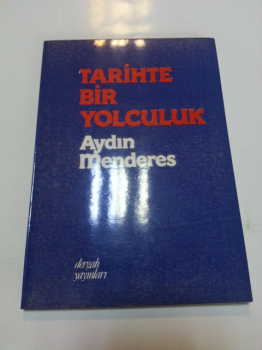 TARİHTE
BİR
YOLCULUK
Aydın
Menderes
dergah
yayınları